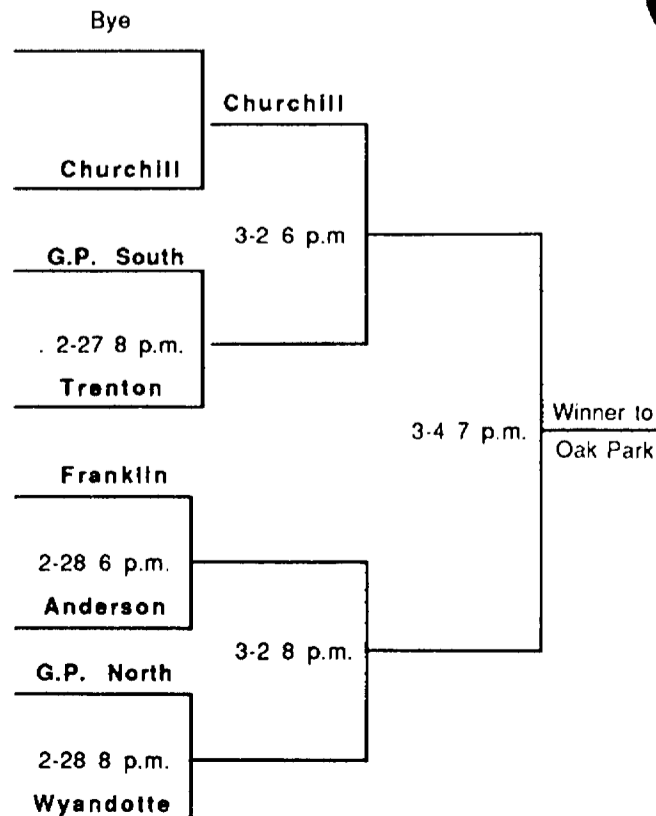 Bye
Churchill
Churchill
3-2 6 p.m
G.P. South
. 2-27 8 p.m.
Trenton
3-4 7 p.m.
Winner to
Oak Park
Franklin
2-28 6 p.m.
Anderson
3-2 8 p.m.
G.P. North
2-28 8 p.m.
Wyandotte